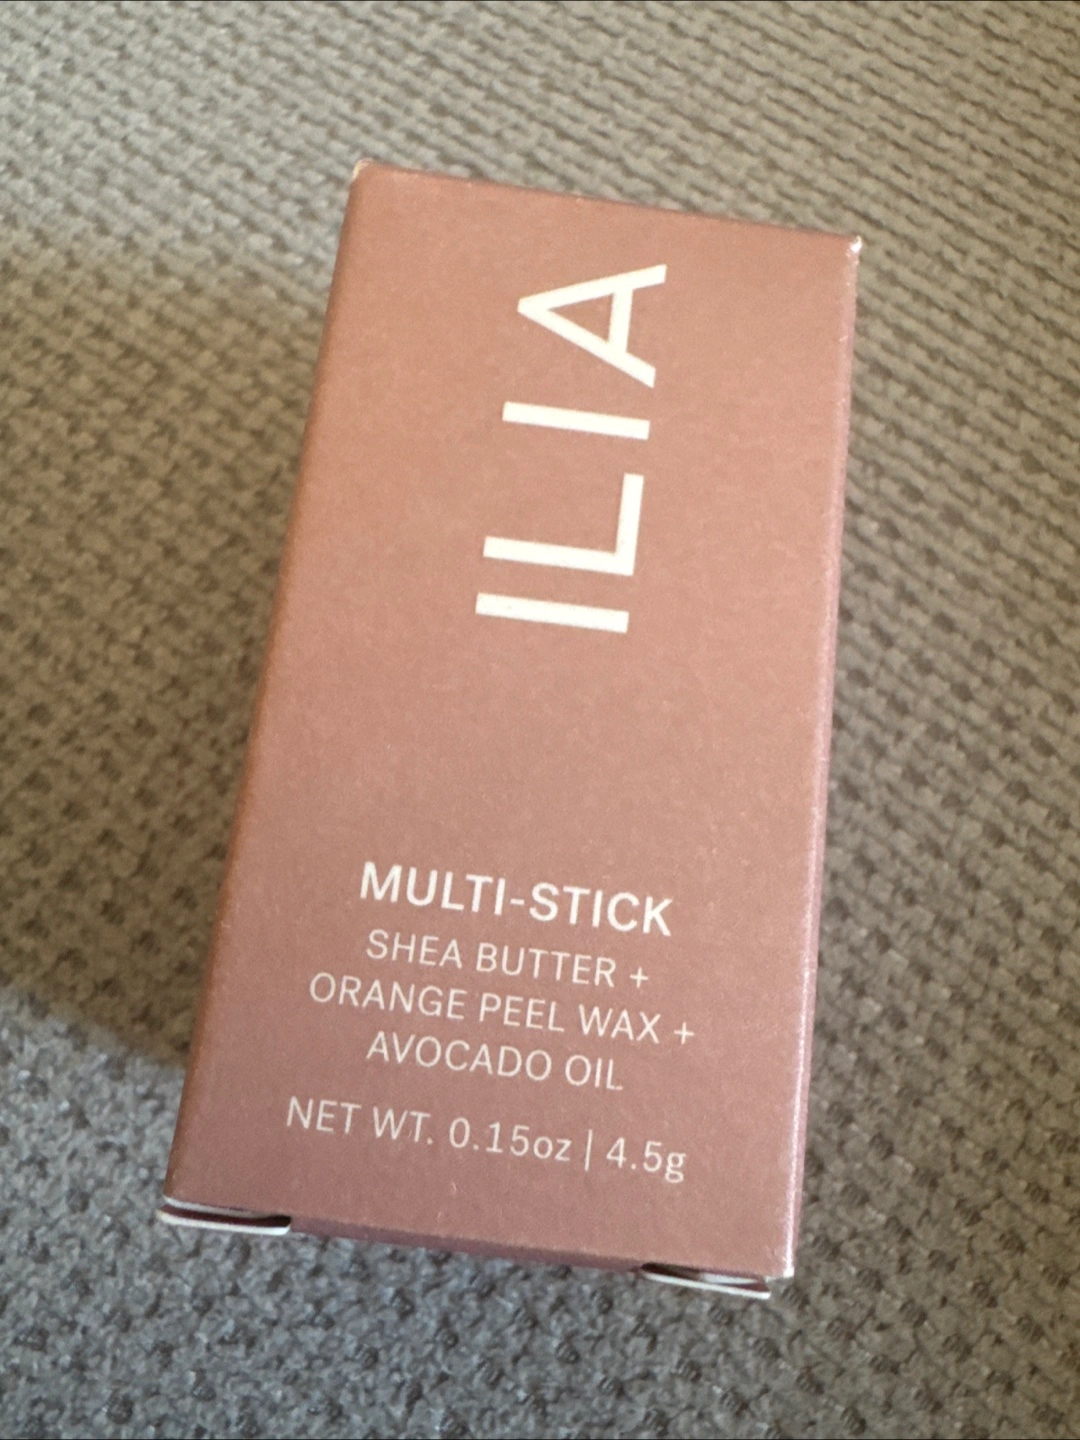 ILIA
MULTI-STICK
SHEA BUTTER +
ORANGE PEEL WAX +
AVOCADO OIL
NET WT. 0.15oz | 4.5g